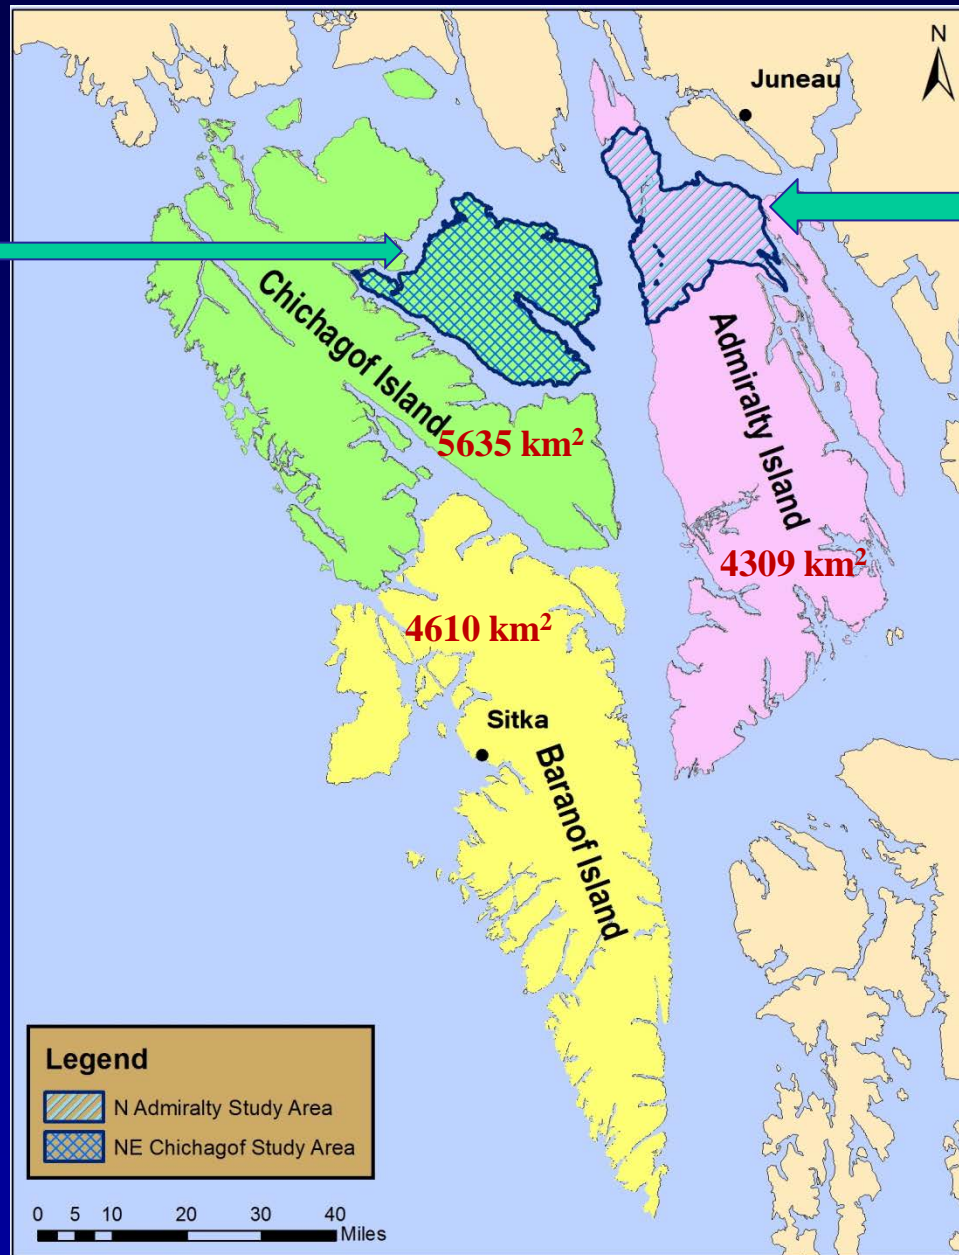 N
Juneau
Chichagof Island
5635 km²
Admiralty Island
4309 km²
4610 km²
Sitka
Baranof Island
Legend
N Admiralty Study Area
NE Chichagof Study Area
0 5 10 20 30 40
Miles